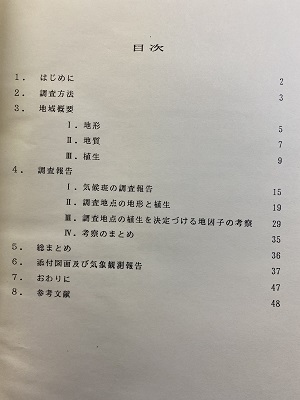 目次
1. はじめに 2
2. 調査方法 3
3. 地域概要
Ⅰ. 地形 5
Ⅱ. 地質 7
Ⅲ. 植生 9
4. 調査報告
Ⅰ. 気候班の調査報告 15
Ⅱ. 調査地点の地形と植生 19
Ⅲ. 調査地点の植生を決定づける地因子の考察 29
Ⅳ. 考察のまとめ 35
5. 総まとめ 36
6. 添付図面及び気象観測報告 37
7. おわりに 47
8. 参考文献 48